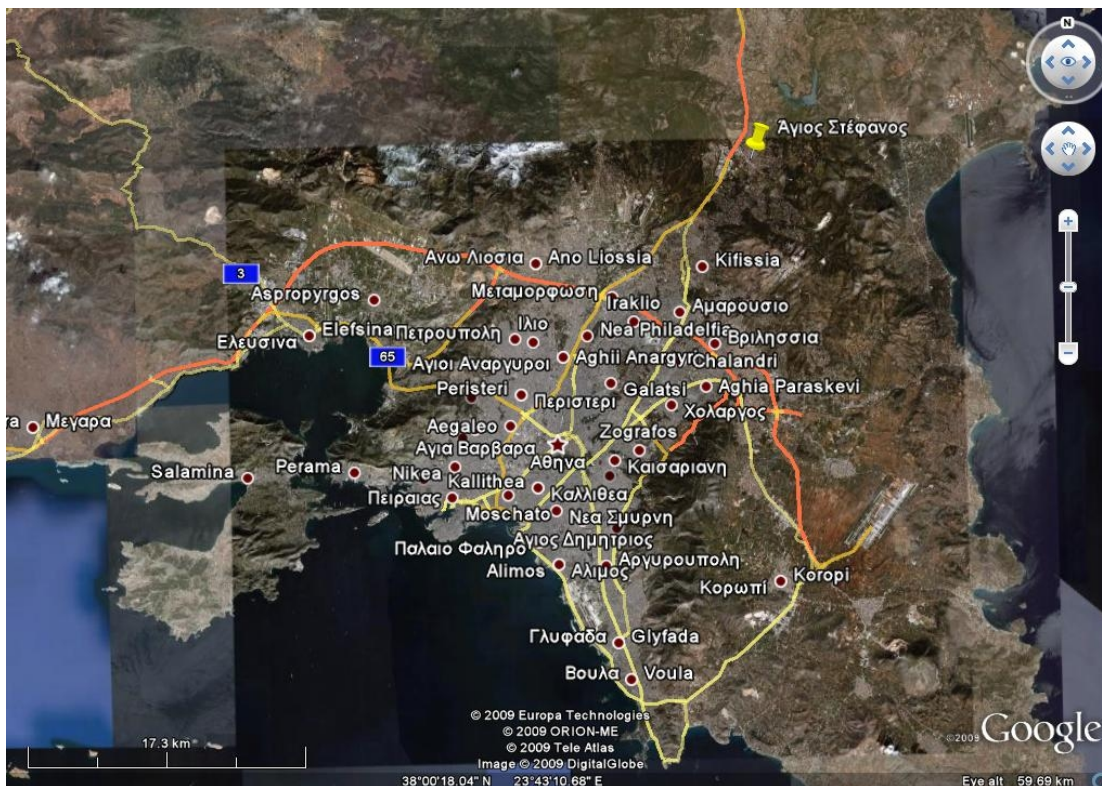 N
Άγιος Στέφανος
Ανω Λιοσια Ano Liossia
Kifissia
3
Aspropyrgos
Μεταμορφωση
Iraklio
Αμαρουσιο
Ελευσινα
Elefsina
Πετρουπολη
Ιλιο
Nea Philadelfia
Βριλησσια
65
Αγιοι Αναργυροι
Aghii Anargyr
Chalandri
Peristeri
Περιστερι
Galatsi
Aghia Paraskevi
Χολαργος
ra
Μεγαρα
Aegaleo
Αγια Βαρβαρα
Αθηνα
Zografos
Καισαριανη
Salamina
Perama
Nikea
Kallithea
Καλλιθεα
Πειραιας
Moschato
Νεα Σμυρνη
Παλαιο Φαληρο
Αγιος Δημητριος
Αργυρουπολη
Alimos
Αλιμος
Κορωπί
Koropi
Γλυφαδα
Glyfada
Βουλα
Voula
© 2009 Europa Technologies
© 2009 ORION-ME
© 2009 Tele Atlas
Image © 2009 DigitalGlobe
©2009 Google
17.3 km
38°00'18.04" N 23°43'10.68" E
Eye alt 59.69 km